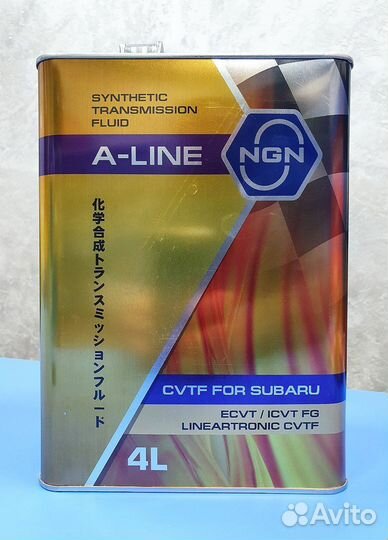 SYNTHETIC
TRANSMISSION
FLUID
A-LINE
NGN
化学合成トランスミッションフルード
CVTF FOR SUBARU
ECVT / ICVT FG
LINEARTRONIC CVTF
4L
Avito